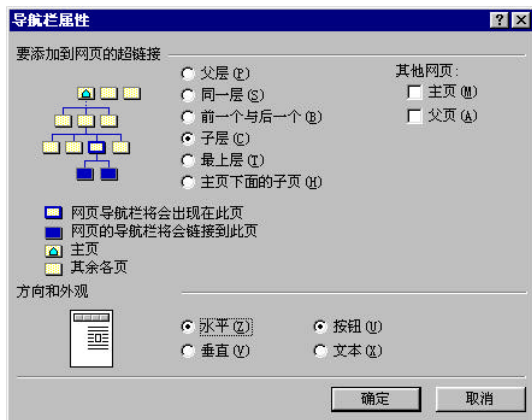 导航栏属性
要添加到网页的超链接
父层(P)
同一层(S)
前一个与后一个(B)
子层(C)
最上层(T)
主页下面的子页(H)
其他网页:
主页(M)
父页(A)
网页导航栏将会出现在此页
网页的导航栏将会链接到此页
主页
其余各页
方向和外观
水平(Z)
按钮(U)
垂直(V)
文本(X)
确定
取消